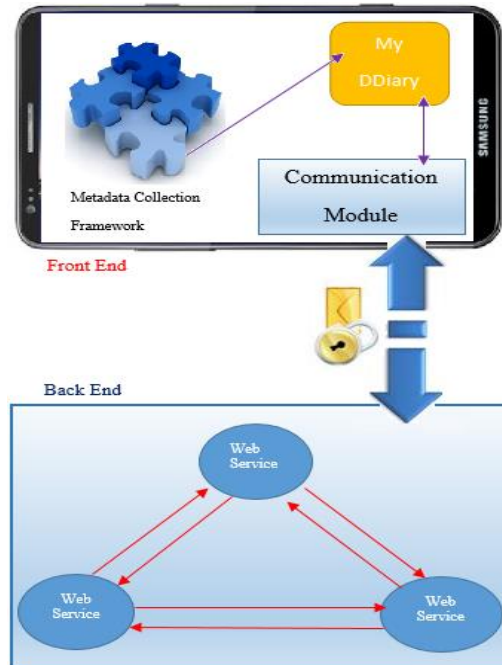 My
DDiary
SAMSUNG
Communication
Module
Metadata Collection
Framework
Front End
Back End
Web
Service
Web
Service
Web
Service